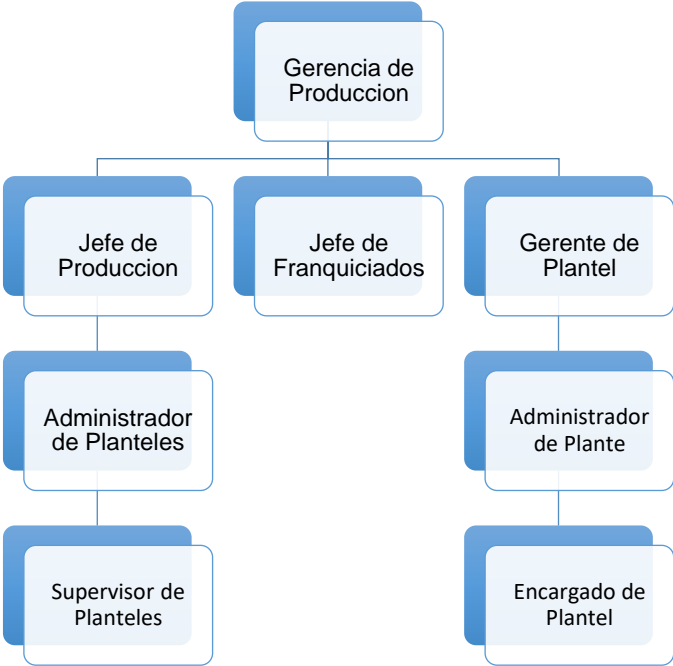 Gerencia de
Produccion
Jefe de
Produccion
Jefe de
Franquiciados
Gerente de
Plantel
Administrador
de Planteles
Administrador
de Plante
Supervisor de
Planteles
Encargado de
Plantel